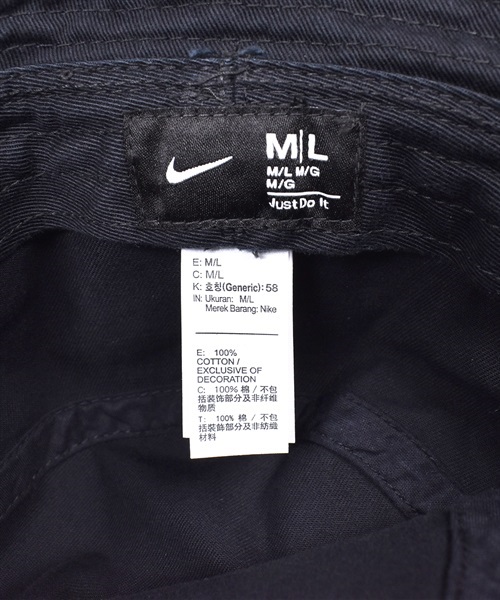 M|L
M/L M/G
M/G
Just Do It
E: M/L
C: M/L
K: 호칭(Generic): 58
IN: Ukuran: M/L
Merek Barang: Nike
E: 100%
COTTON /
EXCLUSIVE OF
DECORATION
C: 100% 棉 / 不包
括装饰部分及非纤维
物质
T: 100% 棉 / 不包
括裝飾部分及非紡織
材料